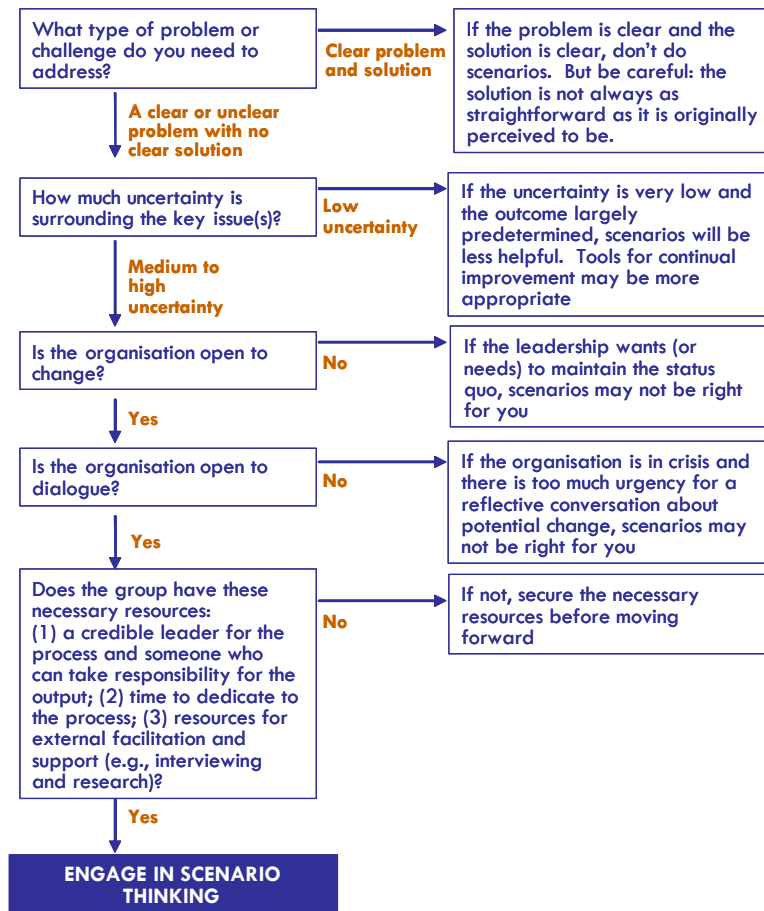 What type of problem or
challenge do you need to
address?
Clear problem
and solution
If the problem is clear and the
solution is clear, don't do
scenarios.  But be careful: the
solution is not always as
straightforward as it is originally
perceived to be.
A clear or unclear
problem with no
clear solution
How much uncertainty is
surrounding the key issue(s)?
Low
uncertainty
If the uncertainty is very low and
the outcome largely
predetermined, scenarios will be
less helpful.  Tools for continual
improvement may be more
appropriate
Medium to
high
uncertainty
Is the organisation open to
change?
No
If the leadership wants (or
needs) to maintain the status
quo, scenarios may not be right
for you
Yes
Is the organisation open to
dialogue?
No
If the organisation is in crisis and
there is too much urgency for a
reflective conversation about
potential change, scenarios may
not be right for you
Yes
Does the group have these
necessary resources:
(1) a credible leader for the
process and someone who
can take responsibility for the
output; (2) time to dedicate to
the process; (3) resources for
external facilitation and
support (e.g., interviewing
and research)?
No
If not, secure the necessary
resources before moving
forward
Yes
ENGAGE IN SCENARIO
THINKING